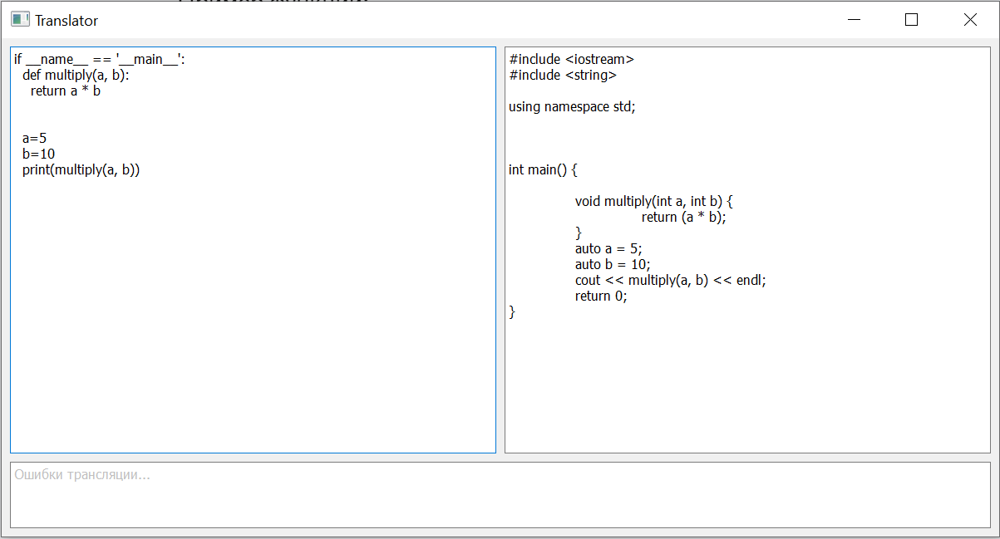 Translator
if __name__ == '__main__':
  def multiply(a, b):
    return a * b
  a=5
  b=10
  print(multiply(a, b))
#include <iostream>
#include <string>
using namespace std;
int main() {
void multiply(int a, int b) {
return (a * b);
}
auto a = 5;
auto b = 10;
cout << multiply(a, b) << endl;
return 0;
}
Ошибки трансляции...